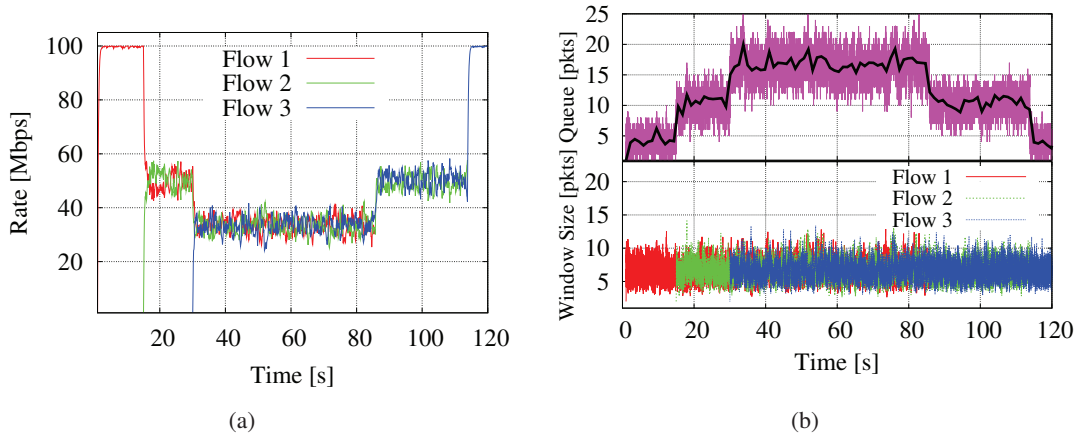 100
80
60
40
20
Rate [Mbps]
Flow 1
Flow 2
Flow 3
20 40 60 80 100 120
Time [s]
(a)
25
20
15
10
5
Queue [pkts]
20
15
10
5
Window Size [pkts]
Flow 1
Flow 2
Flow 3
0 20 40 60 80 100 120
Time [s]
(b)